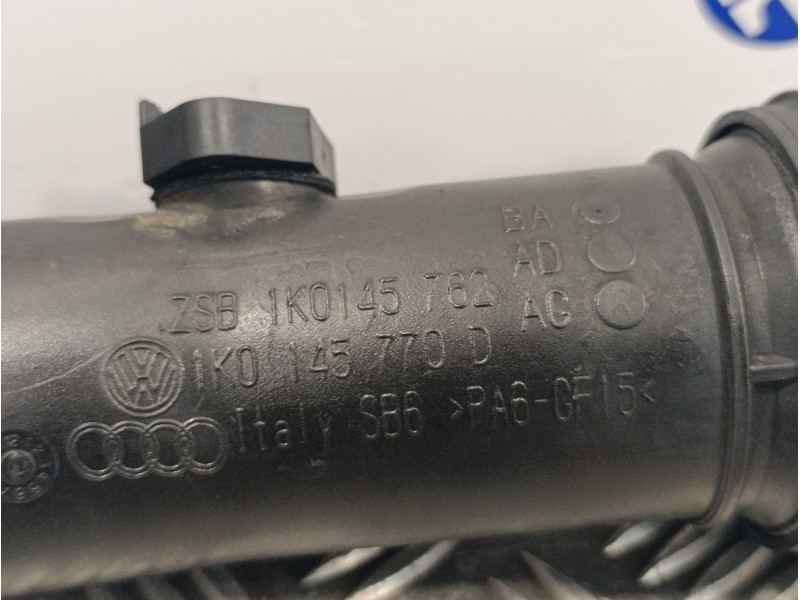 BA
AD
ZSB 1K0145 762 AC
1K0 145 770 D
Italy SB6 >PA6-GF15<